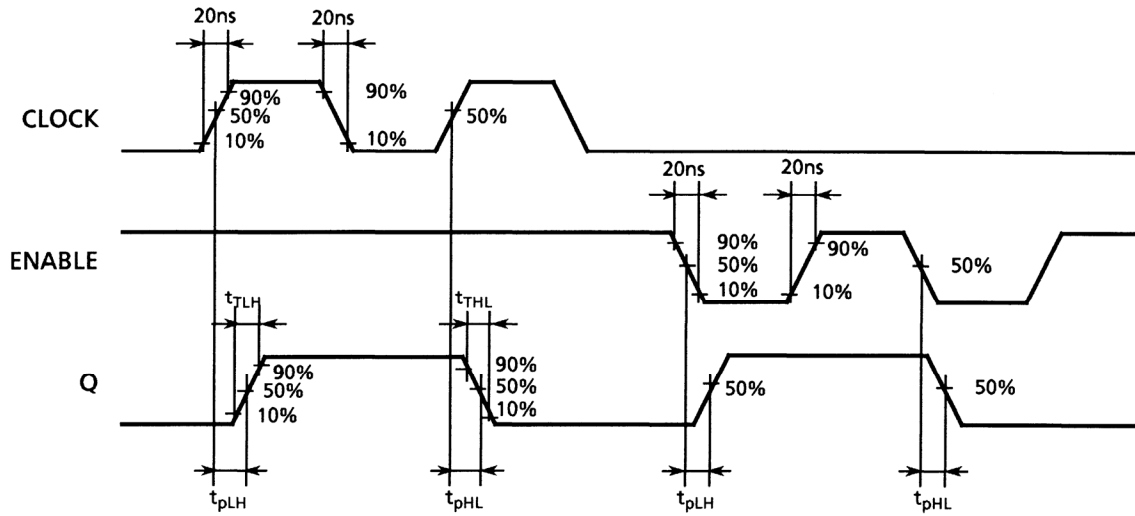 20ns 20ns
90% 90%
CLOCK 50% 50%
10% 10%
20ns 20ns
90% 90%
ENABLE 50% 50%
10% 10%
tTLH tTHL
90% 90%
Q 50% 50% 50% 50%
10% 10%
tpLH tpHL tpLH tpHL